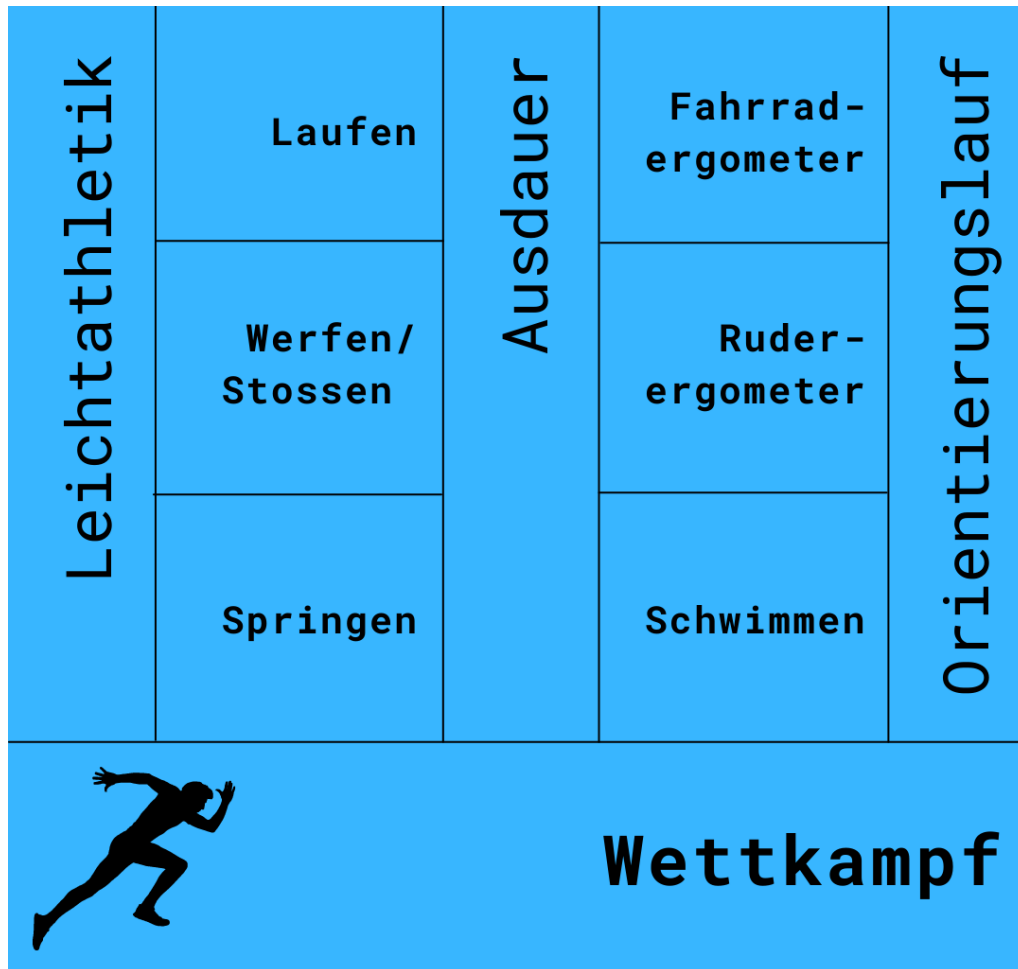 Leichtathletik
Laufen
Werfen/
Stossen
Springen
Ausdauer
Fahrrad-
ergometer
Ruder-
ergometer
Schwimmen
Orientierungslauf
Wettkampf